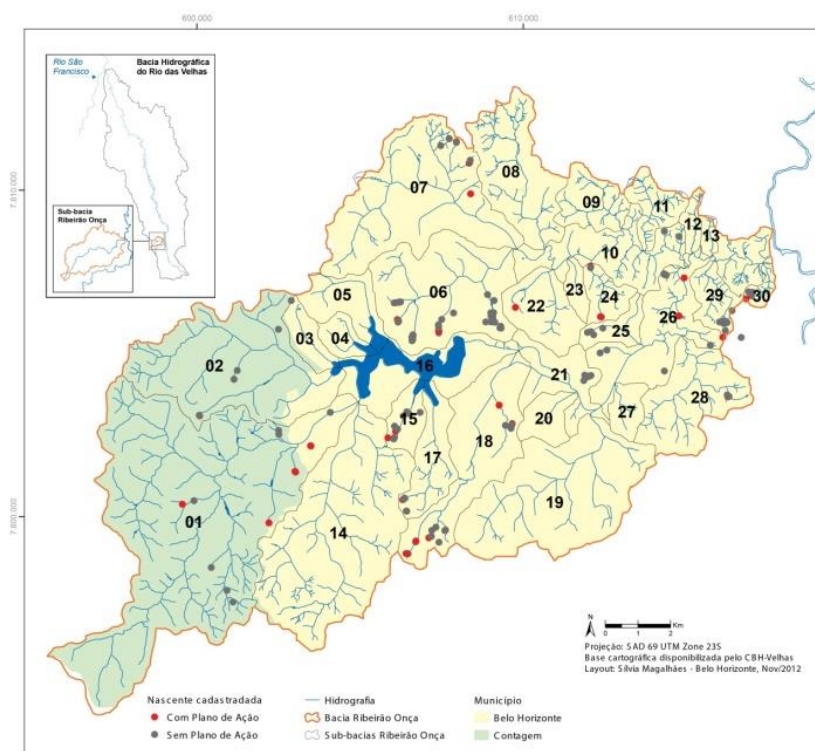 600.000
610.000
7.810.000
7.800.000
Rio São
Francisco
Bacia Hidrográfica
do Rio das Velhas
Sub-bacia
Ribeirão Onça
07
08
09
11
12
13
10
05
06
22
23
24
29
30
03
04
25
26
02
16
21
28
15
18
20
27
17
01
14
19
N
0
1
2
Km
Projeção: SAD 69 UTM Zone 23S
Base cartográfica disponibilizada pelo CBH-Velhas
Layout: Sílvia Magalhães - Belo Horizonte, Nov/2012
Nascente cadastradada
Com Plano de Ação
Sem Plano de Ação
Hidrografia
Bacia Ribeirão Onça
Sub-bacias Ribeirão Onça
Município
Belo Horizonte
Contagem